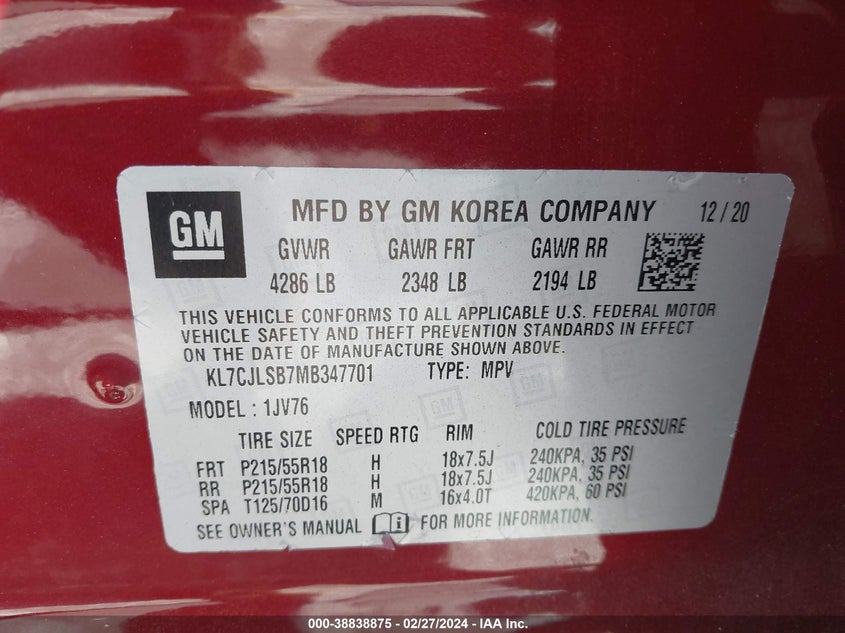 GM
MFD BY GM KOREA COMPANY 12/20
GVWR GAWR FRT GAWR RR
4286 LB 2348 LB 2194 LB
THIS VEHICLE CONFORMS TO ALL APPLICABLE U.S. FEDERAL MOTOR
VEHICLE SAFETY AND THEFT PREVENTION STANDARDS IN EFFECT
ON THE DATE OF MANUFACTURE SHOWN ABOVE.
KL7CJLSB7MB347701 TYPE: MPV
MODEL : 1JV76
TIRE SIZE SPEED RTG RIM COLD TIRE PRESSURE
FRT P215/55R18 H 18x7.5J 240KPA, 35 PSI
RR P215/55R18 H 18x7.5J 240KPA, 35 PSI
SPA T125/70D16 M 16x4.0T 420KPA, 60 PSI
SEE OWNER'S MANUAL i FOR MORE INFORMATION.
000-38838875 - 02/27/2024 - IAA Inc.